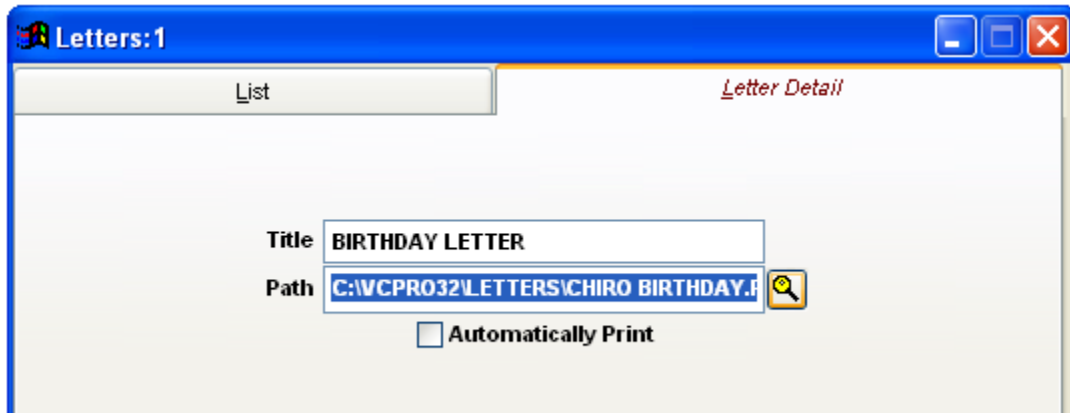 Letters:1
List
Letter Detail
Title BIRTHDAY LETTER
Path C:\VCPRO32\LETTERS\CHIRO BIRTHDAY.
Automatically Print